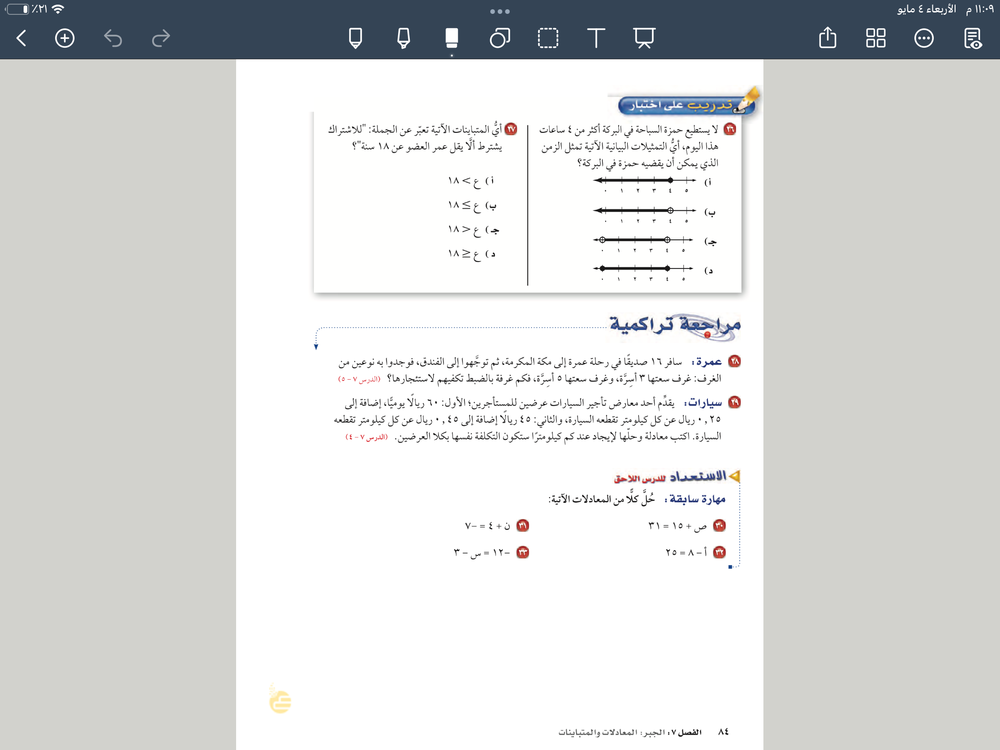 ١١:٠٩ م الأربعاء ٤ مايو
٪٢١
تدريب على اختبار
٢٦ لا يستطيع حمزة السباحة في البركة أكثر من ٤ ساعات
هذا اليوم، أيُّ التمثيلات البيانية الآتية تمثل الزمن
الذي يمكن أن يقضيه حمزة في البركة؟
أ)
٠ ١ ٢ ٣ ٤ ٥
ب)
٠ ١ ٢ ٣ ٤ ٥
جـ)
٠ ١ ٢ ٣ ٤ ٥
د)
٠ ١ ٢ ٣ ٤ ٥
٢٧ أيُّ المتباينات الآتية تعبّر عن الجملة: "للاشتراك
يشترط ألَّا يقل عمر العضو عن ١٨ سنة"؟
أ) ع > ١٨
ب) ع ≥ ١٨
جـ) ع < ١٨
د) ع ≤ ١٨
مراجعة تراكمية
٢٨ عمرة: سافر ١٦ صديقًا في رحلة عمرة إلى مكة المكرمة، ثم توجَّهوا إلى الفندق، فوجدوا به نوعين من
الغرف: غرف سعتها ٣ أسِرَّة، وغرف سعتها ٥ أسِرَّة، فكم غرفة بالضبط تكفيهم لاستئجارها؟ (الدرس ٧ – ٥)
٢٩ سيارات: يقدِّم أحد معارض تأجير السيارات عرضين للمستأجرين؛ الأول: ٦٠ ريالًا يوميًّا، إضافة إلى
٠,٢٥ ريال عن كل كيلومتر تقطعه السيارة، والثاني: ٤٥ ريالًا إضافة إلى ٠,٤٥ ريال عن كل كيلومتر تقطعه
السيارة. اكتب معادلة وحلّها لإيجاد عند كم كيلومترًا ستكون التكلفة نفسها بكلا العرضين. (الدرس ٧ – ٤)
الاستعداد للدرس اللاحق
مهارة سابقة: حُلَّ كلًّا من المعادلات الآتية:
٣٠ ص + ١٥ = ٣١
٣١ ن + ٤ = –٧
٣٢ أ – ٨ = ٢٥
٣٣ –١٢ = س – ٣
٨٤ الفصل ٧: الجبر: المعادلات والمتباينات